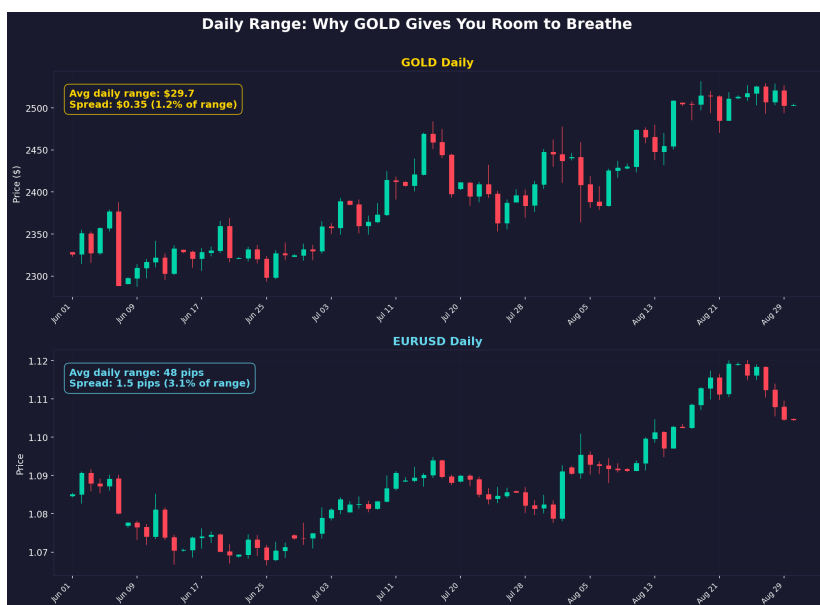 Daily Range: Why GOLD Gives You Room to Breathe
GOLD Daily
Avg daily range: $29.7
Spread: $0.35 (1.2% of range)
Price ($)
2500
2450
2400
2350
2300
Jun 01
Jun 09
Jun 17
Jun 25
Jul 03
Jul 11
Jul 20
Jul 28
Aug 05
Aug 13
Aug 21
Aug 29
EURUSD Daily
Avg daily range: 48 pips
Spread: 1.5 pips (3.1% of range)
Price
1.12
1.11
1.10
1.09
1.08
1.07
Jun 01
Jun 09
Jun 17
Jun 25
Jul 03
Jul 11
Jul 20
Jul 28
Aug 05
Aug 13
Aug 21
Aug 29